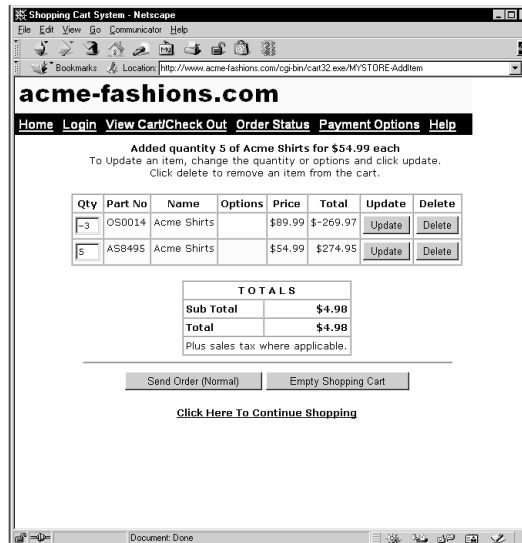 Shopping Cart System - Netscape
File Edit View Go Communicator Help
Bookmarks Location: http://www.acme-fashions.com/cgi-bin/cart32.exe/MYSTORE-AddItem
acme-fashions.com
Home Login View Cart/Check Out Order Status Payment Options Help
Added quantity 5 of Acme Shirts for $54.99 each
To Update an item, change the quantity or options and click update.
Click delete to remove an item from the cart.
Qty Part No Name Options Price Total Update Delete
-3 OS0014 Acme Shirts $89.99 $-269.97 Update Delete
5 AS8495 Acme Shirts $54.99 $274.95 Update Delete
TOTALS
Sub Total $4.98
Total $4.98
Plus sales tax where applicable.
Send Order (Normal) Empty Shopping Cart
Click Here To Continue Shopping
Document: Done